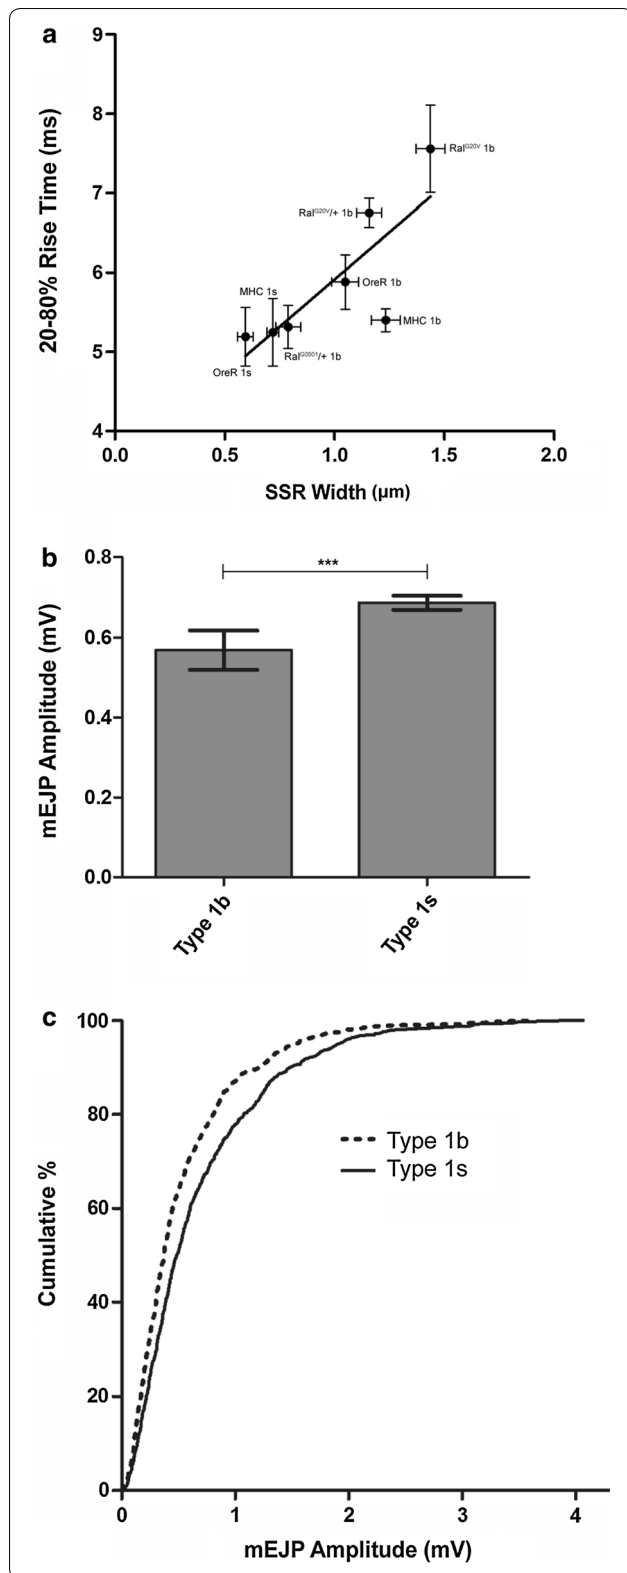 a
9
8
7
6
5
4
20-80% Rise Time (ms)
Ral^G20V 1b
Ral^G20V/+ 1b
OreR 1b
MHC 1s
MHC 1b
Ral^G0501/+ 1b
OreR 1s
0.0 0.5 1.0 1.5 2.0
SSR Width (μm)
b
0.8
0.6
0.4
0.2
0.0
mEJP Amplitude (mV)
***
Type 1b
Type 1s
c
100
80
60
40
20
0
Cumulative %
Type 1b
Type 1s
0 1 2 3 4
mEJP Amplitude (mV)